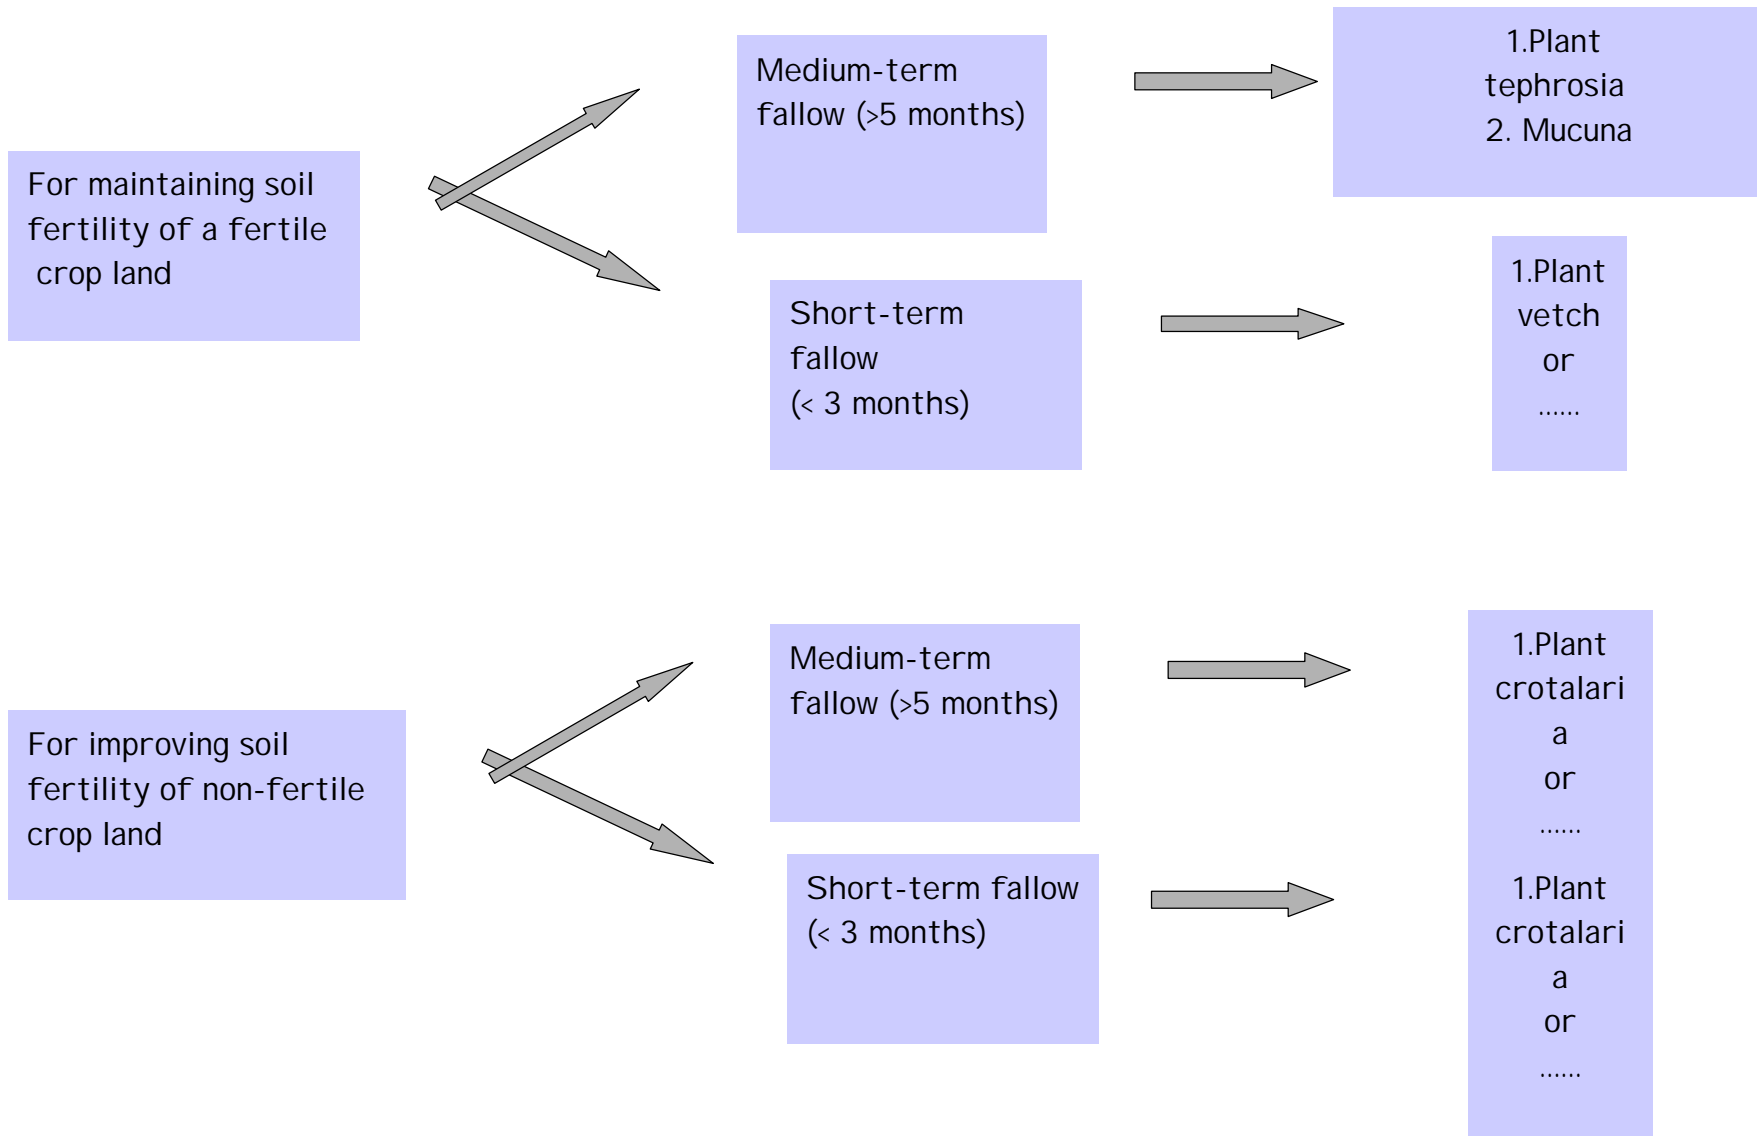 For maintaining soil
fertility of a fertile
crop land
Medium-term
fallow (>5 months)
1.Plant
tephrosia
2. Mucuna
Short-term
fallow
(< 3 months)
1.Plant
vetch
or
......
For improving soil
fertility of non-fertile
crop land
Medium-term
fallow (>5 months)
1.Plant
crotalari
a
or
......
Short-term fallow
(< 3 months)
1.Plant
crotalari
a
or
......